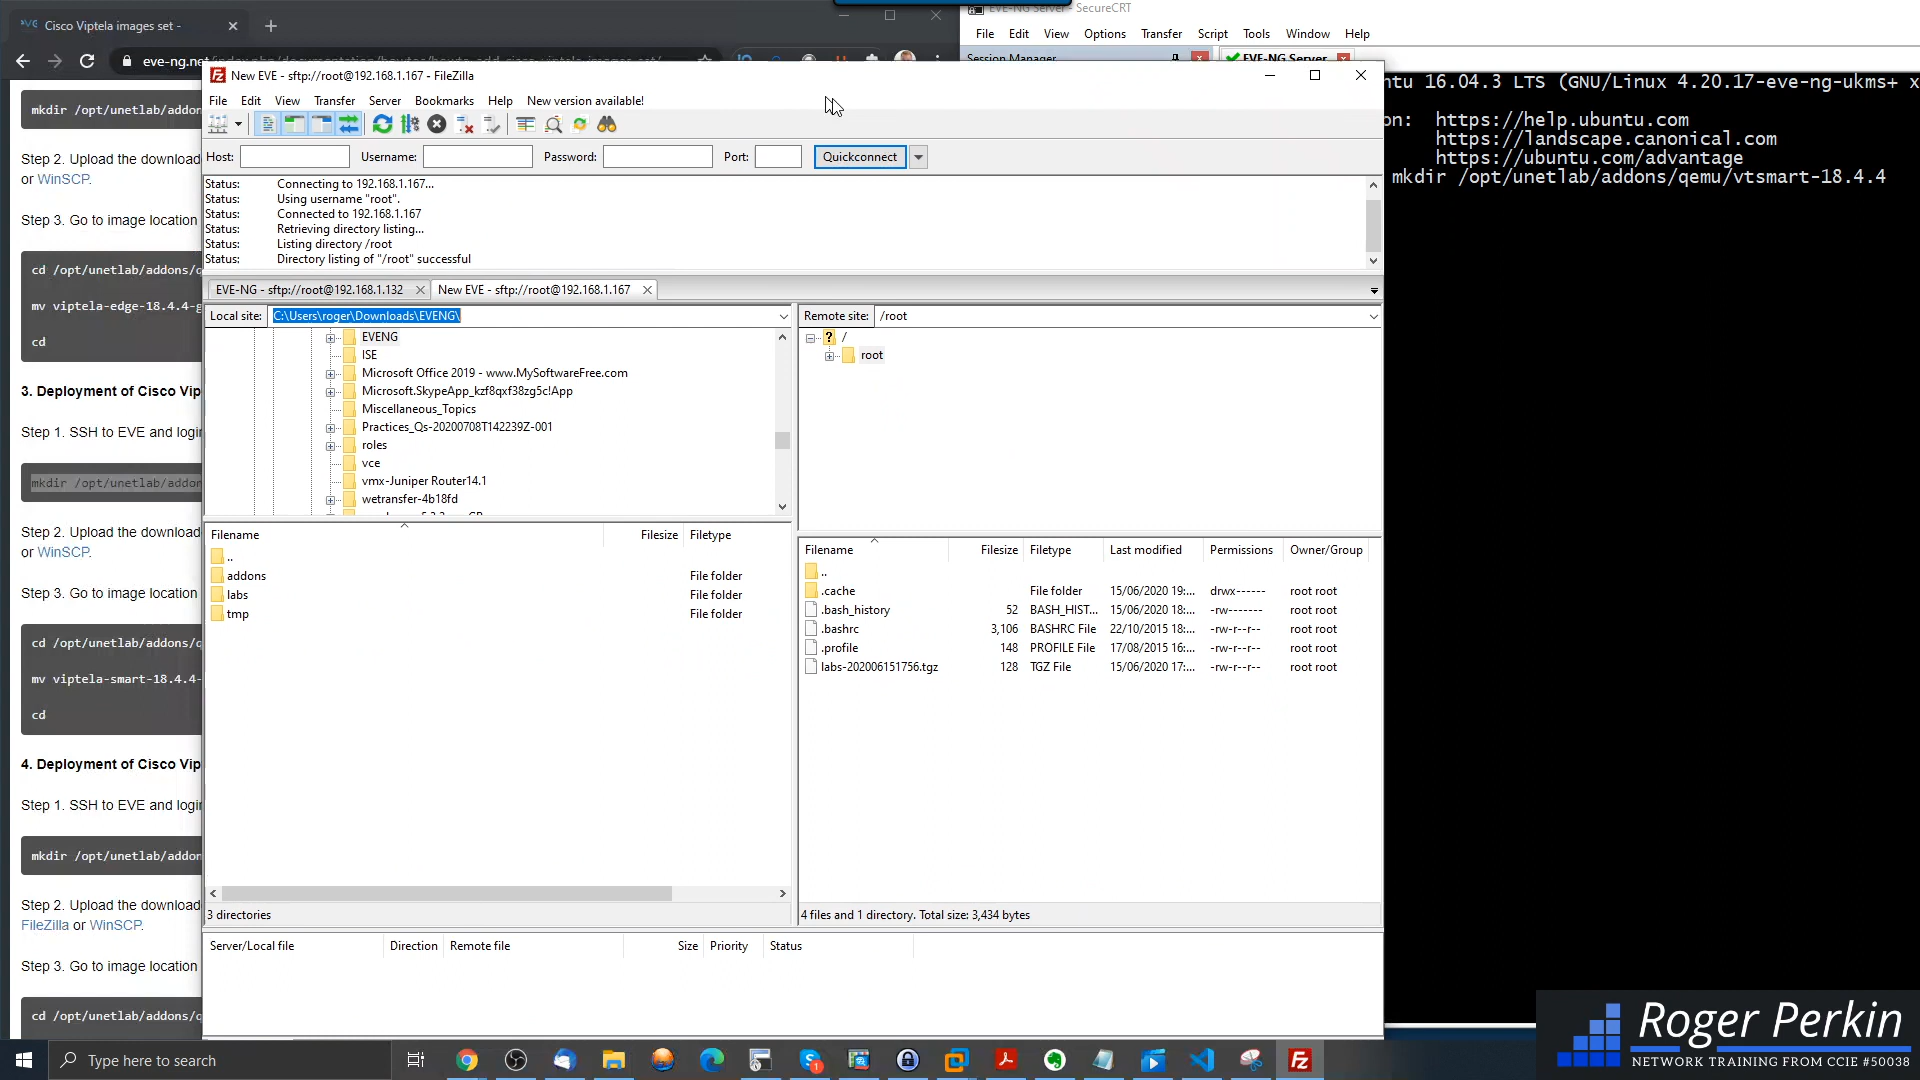 Cisco Viptela images set -
mkdir /opt/unetlab/addon
Step 2. Upload the download
or WinSCP.
Step 3. Go to image location
cd /opt/unetlab/addons/q
mv viptela-edge-18.4.4-g
cd
3. Deployment of Cisco Vip
Step 1. SSH to EVE and login
mkdir /opt/unetlab/addon
Step 2. Upload the download
or WinSCP.
Step 3. Go to image location
cd /opt/unetlab/addons/q
mv viptela-smart-18.4.4-
cd
4. Deployment of Cisco Vip
Step 1. SSH to EVE and login
mkdir /opt/unetlab/addon
Step 2. Upload the download
FileZilla or WinSCP.
Step 3. Go to image location
cd /opt/unetlab/addons/q
New EVE - sftp://root@192.168.1.167 - FileZilla
File Edit View Transfer Server Bookmarks Help New version available!
Host: Username: Password: Port: Quickconnect
Status: Connecting to 192.168.1.167...
Status: Using username "root".
Status: Connected to 192.168.1.167
Status: Retrieving directory listing...
Status: Listing directory /root
Status: Directory listing of "/root" successful
EVE-NG - sftp://root@192.168.1.132 New EVE - sftp://root@192.168.1.167
Local site: C:\Users\roger\Downloads\EVENG\
EVENG
ISE
Microsoft Office 2019 - www.MySoftwareFree.com
Microsoft.SkypeApp_kzf8qxf38zg5c!App
Miscellaneous_Topics
Practices_Qs-20200708T142239Z-001
roles
vce
vmx-Juniper Router14.1
wetransfer-4b18fd
Filename Filesize Filetype
..
addons File folder
labs File folder
tmp File folder
3 directories
Remote site: /root
/
root
Filename Filesize Filetype Last modified Permissions Owner/Group
..
.cache File folder 15/06/2020 19:... drwx------ root root
.bash_history 52 BASH_HIST... 15/06/2020 18:... -rw------- root root
.bashrc 3,106 BASHRC File 22/10/2015 18:... -rw-r--r-- root root
.profile 148 PROFILE File 17/08/2015 16:... -rw-r--r-- root root
labs-202006151756.tgz 128 TGZ File 15/06/2020 17:... -rw-r--r-- root root
4 files and 1 directory. Total size: 3,434 bytes
Server/Local file Direction Remote file Size Priority Status
EVE-NG Server - SecureCRT
File Edit View Options Transfer Script Tools Window Help
Session Manager EVE-NG Server
ntu 16.04.3 LTS (GNU/Linux 4.20.17-eve-ng-ukms+ x
on: https://help.ubuntu.com
https://landscape.canonical.com
https://ubuntu.com/advantage
mkdir /opt/unetlab/addons/qemu/vtsmart-18.4.4
Type here to search
Roger Perkin
NETWORK TRAINING FROM CCIE #50038